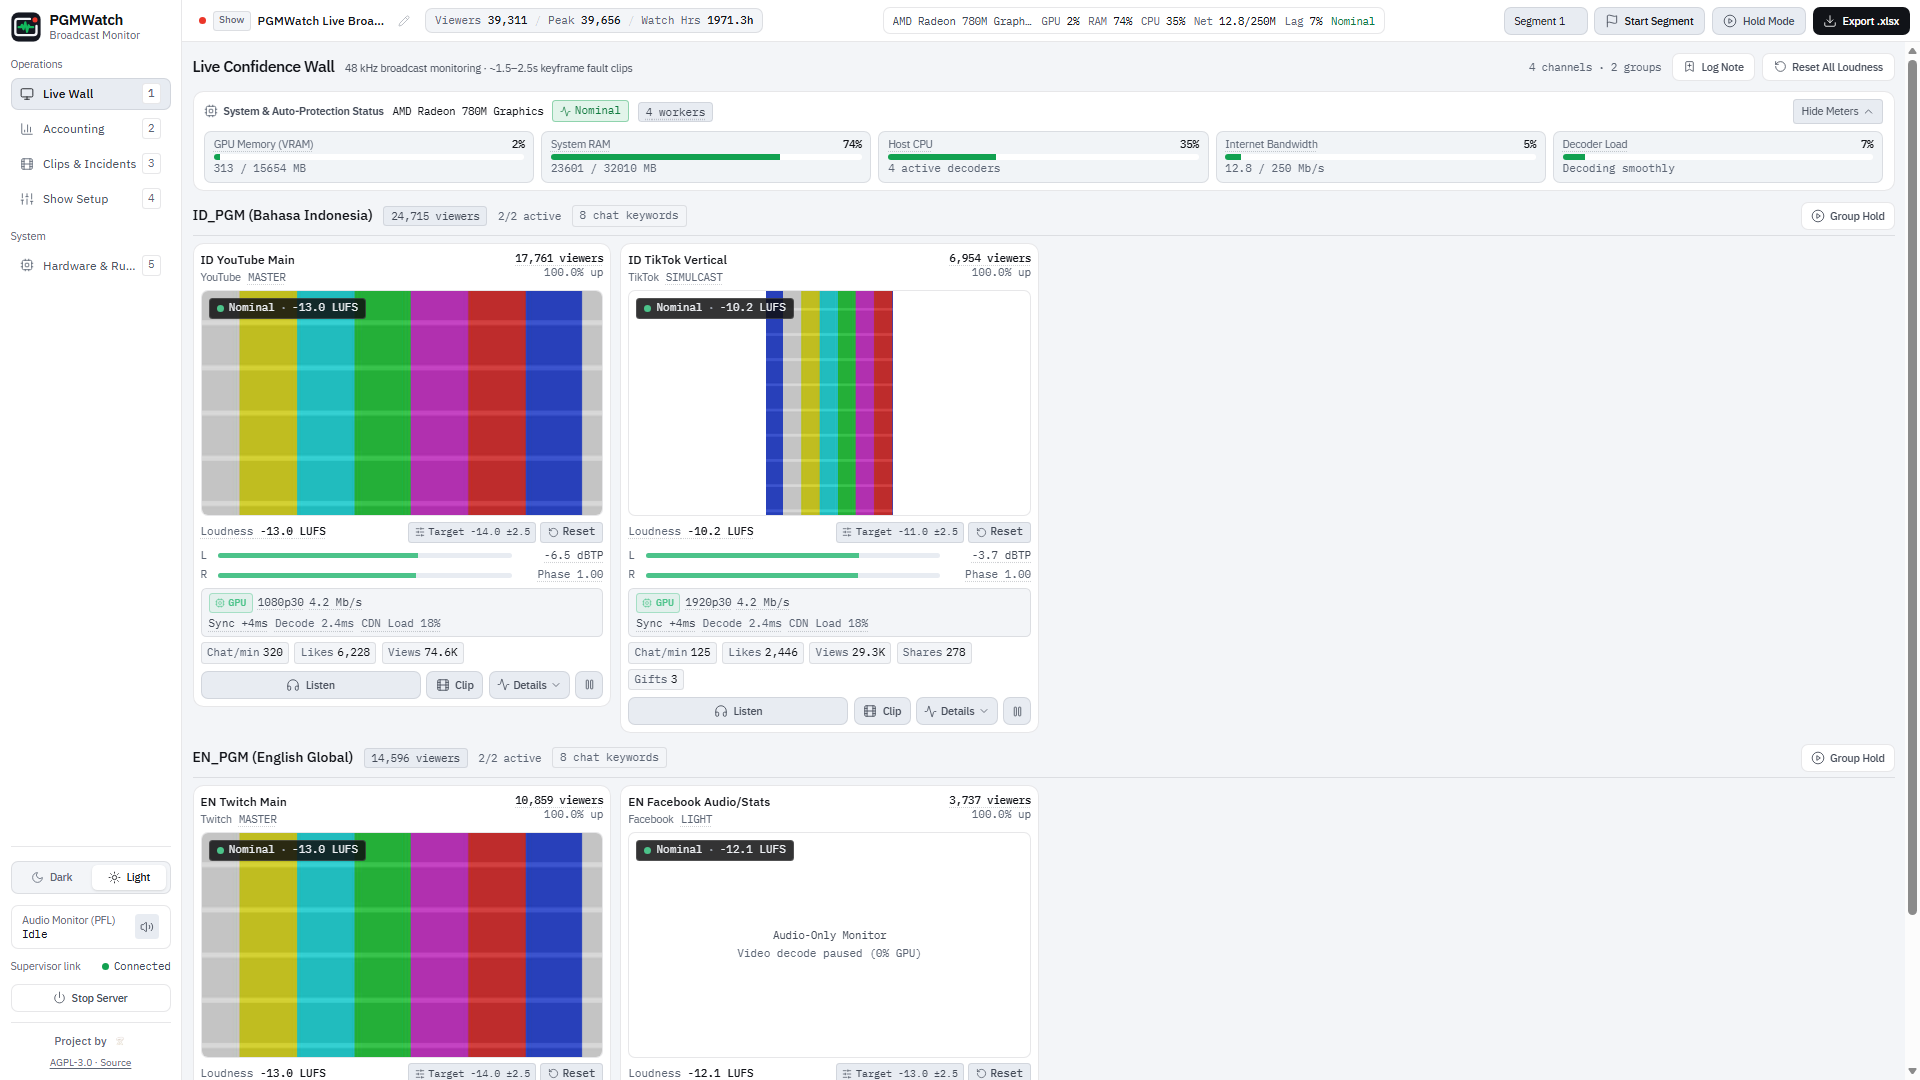 PGMWatch
Broadcast Monitor
Operations
Live Wall 1
Accounting 2
Clips & Incidents 3
Show Setup 4
System
Hardware & Ru... 5
Dark Light
Audio Monitor (PFL)
Idle
Supervisor link Connected
Stop Server
Project by
AGPL-3.0 · Source
Show PGMWatch Live Broa...
Viewers 39,311 / Peak 39,656 / Watch Hrs 1971.3h
AMD Radeon 780M Graph… GPU 2% RAM 74% CPU 35% Net 12.8/250M Lag 7% Nominal
Segment 1
Start Segment
Hold Mode
Export .xlsx
Live Confidence Wall 48 kHz broadcast monitoring · ~1.5–2.5s keyframe fault clips
4 channels · 2 groups
Log Note
Reset All Loudness
System & Auto-Protection Status AMD Radeon 780M Graphics Nominal 4 workers
Hide Meters
GPU Memory (VRAM) 2%
313 / 15654 MB
System RAM 74%
23601 / 32010 MB
Host CPU 35%
4 active decoders
Internet Bandwidth 5%
12.8 / 250 Mb/s
Decoder Load 7%
Decoding smoothly
ID_PGM (Bahasa Indonesia) 24,715 viewers 2/2 active 8 chat keywords
Group Hold
ID YouTube Main 17,761 viewers
YouTube MASTER 100.0% up
Nominal · -13.0 LUFS
Loudness -13.0 LUFS Target -14.0 ±2.5 Reset
L -6.5 dBTP
R Phase 1.00
GPU 1080p30 4.2 Mb/s
Sync +4ms Decode 2.4ms CDN Load 18%
Chat/min 320 Likes 6,228 Views 74.6K
Listen Clip Details
ID TikTok Vertical 6,954 viewers
TikTok SIMULCAST 100.0% up
Nominal · -10.2 LUFS
Loudness -10.2 LUFS Target -11.0 ±2.5 Reset
L -3.7 dBTP
R Phase 1.00
GPU 1920p30 4.2 Mb/s
Sync +4ms Decode 2.4ms CDN Load 18%
Chat/min 125 Likes 2,446 Views 29.3K Shares 278
Gifts 3
Listen Clip Details
EN_PGM (English Global) 14,596 viewers 2/2 active 8 chat keywords
Group Hold
EN Twitch Main 10,859 viewers
Twitch MASTER 100.0% up
Nominal · -13.0 LUFS
Loudness -13.0 LUFS Target -14.0 ±2.5 Reset
EN Facebook Audio/Stats 3,737 viewers
Facebook LIGHT 100.0% up
Nominal · -12.1 LUFS
Audio-Only Monitor
Video decode paused (0% GPU)
Loudness -12.1 LUFS Target -13.0 ±2.5 Reset